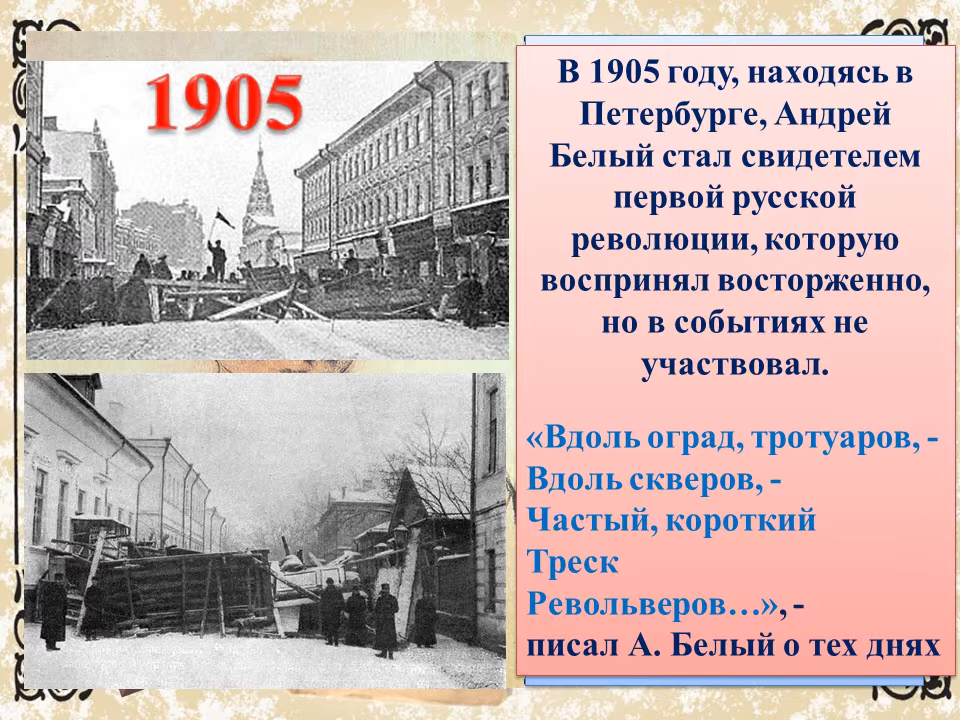 1905
В 1905 году, находясь в
Петербурге, Андрей
Белый стал свидетелем
первой русской
революции, которую
воспринял восторженно,
но в событиях не
участвовал.
«Вдоль оград, тротуаров, -
Вдоль скверов, -
Частый, короткий
Треск
Револьверов…», -
писал А. Белый о тех днях